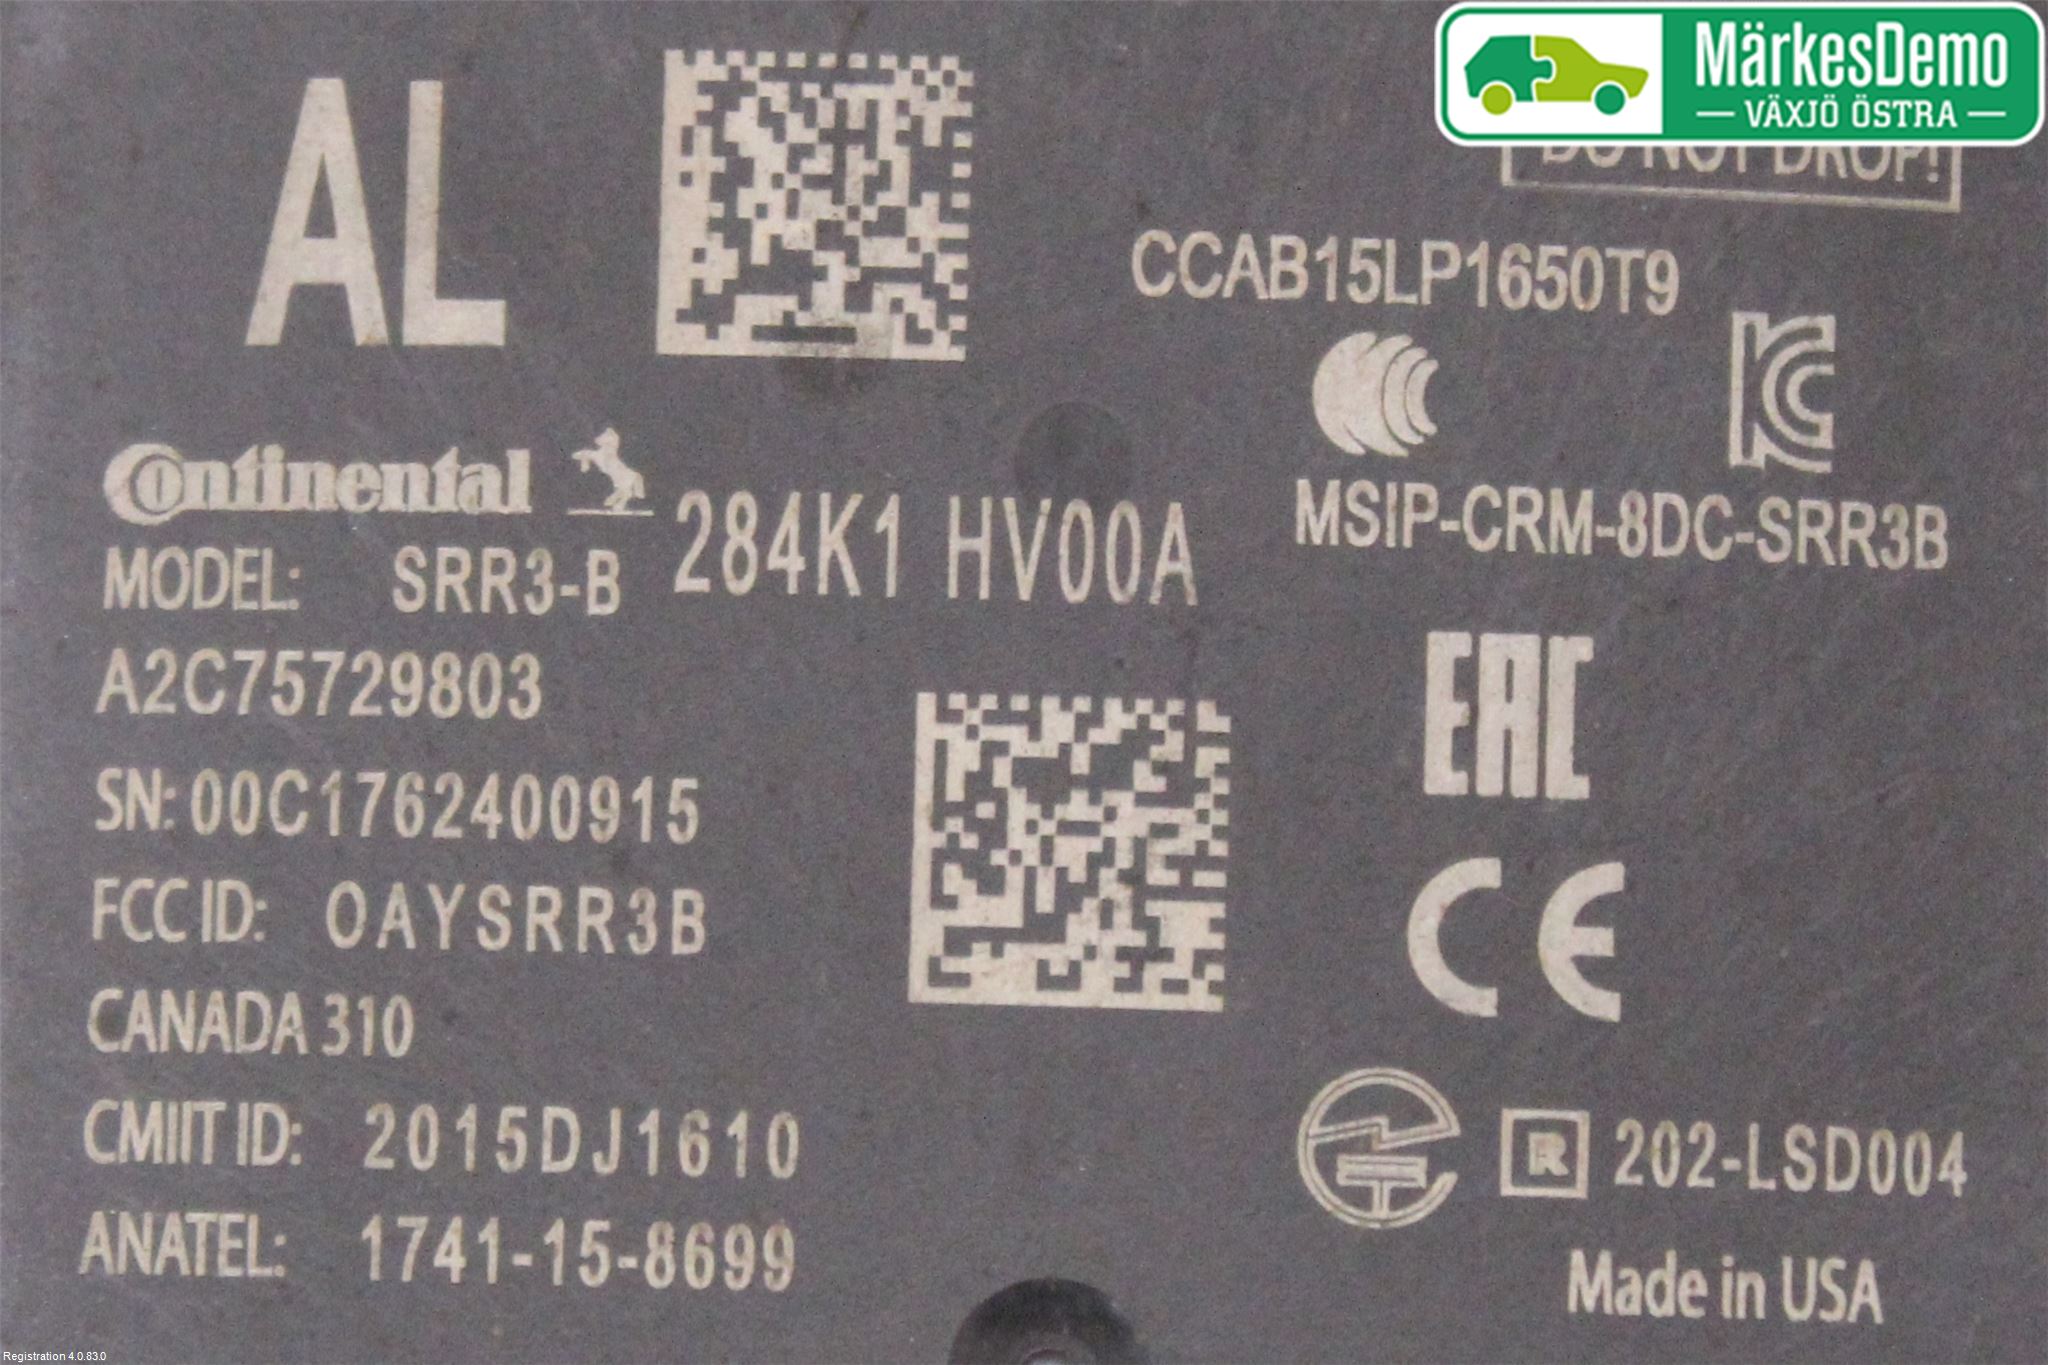 MärkesDemo
VÄXJÖ ÖSTRA
DO NOT DROP!
AL
CCAB15LP1650T9
Continental
MODEL: SRR3-B
284K1 HV00A
MSIP-CRM-8DC-SRR3B
A2C75729803
EAC
SN: 00C1762400915
FCC ID: OAYSRR3B
CE
CANADA 310
CMIIT ID: 2015DJ1610
R 202-LSD004
ANATEL: 1741-15-8699
Made in USA
Registration 4.0.83.0